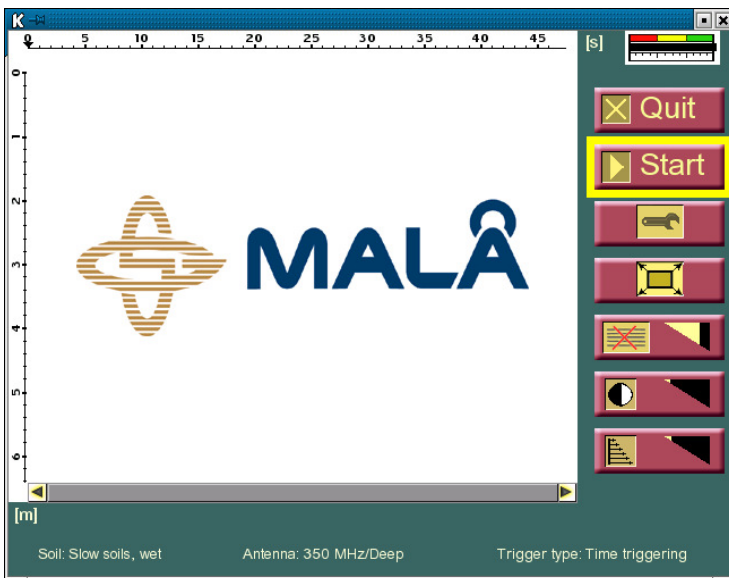 K
0 5 10 15 20 25 30 35 40 45 [s]
0
1
2
3
4
5
6
MALÅ
Quit
Start
[m]
Soil: Slow soils, wet Antenna: 350 MHz/Deep Trigger type: Time triggering